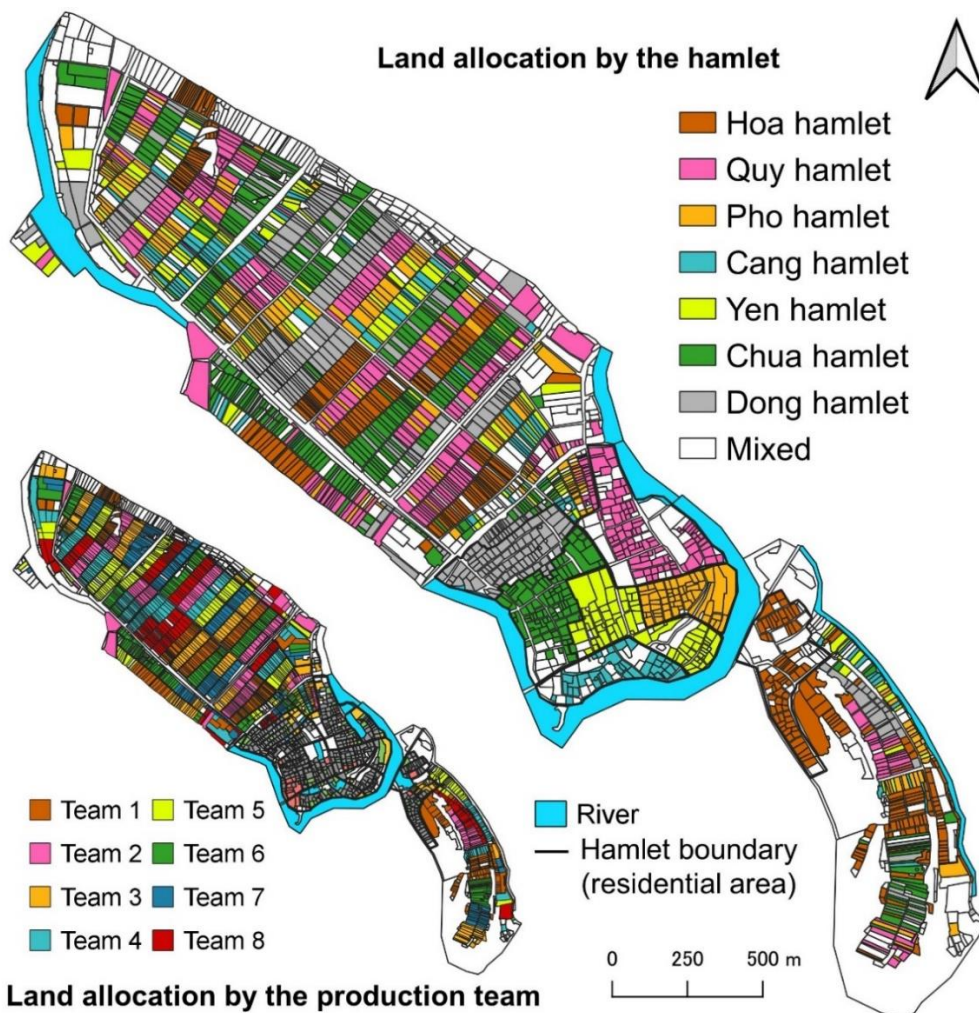 Land allocation by the hamlet
Hoa hamlet
Quy hamlet
Pho hamlet
Cang hamlet
Yen hamlet
Chua hamlet
Dong hamlet
Mixed
Team 1
Team 5
Team 2
Team 6
Team 3
Team 7
Team 4
Team 8
River
Hamlet boundary
(residential area)
0 250 500 m
Land allocation by the production team